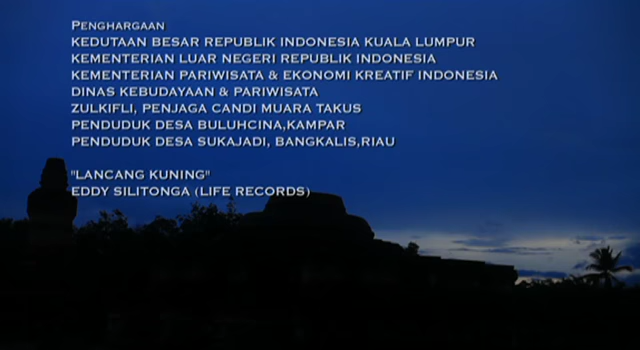 PENGHARGAAN
KEDUTAAN BESAR REPUBLIK INDONESIA KUALA LUMPUR
KEMENTERIAN LUAR NEGERI REPUBLIK INDONESIA
KEMENTERIAN PARIWISATA & EKONOMI KREATIF INDONESIA
DINAS KEBUDAYAAN & PARIWISATA
ZULKIFLI, PENJAGA CANDI MUARA TAKUS
PENDUDUK DESA BULUHCINA,KAMPAR
PENDUDUK DESA SUKAJADI, BANGKALIS,RIAU
"LANCANG KUNING"
EDDY SILITONGA (LIFE RECORDS)